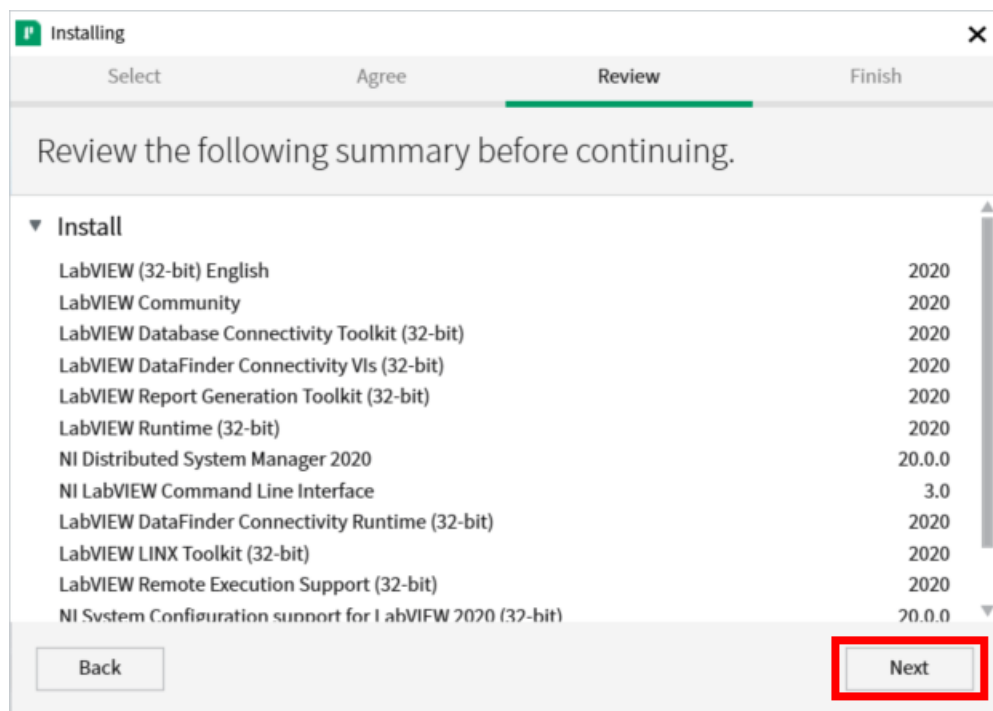 Installing
Select Agree Review Finish
Review the following summary before continuing.
Install
LabVIEW (32-bit) English 2020
LabVIEW Community 2020
LabVIEW Database Connectivity Toolkit (32-bit) 2020
LabVIEW DataFinder Connectivity VIs (32-bit) 2020
LabVIEW Report Generation Toolkit (32-bit) 2020
LabVIEW Runtime (32-bit) 2020
NI Distributed System Manager 2020 20.0.0
NI LabVIEW Command Line Interface 3.0
LabVIEW DataFinder Connectivity Runtime (32-bit) 2020
LabVIEW LINX Toolkit (32-bit) 2020
LabVIEW Remote Execution Support (32-bit) 2020
NI System Configuration support for LabVIEW 2020 (32-bit) 20.0.0
Back Next